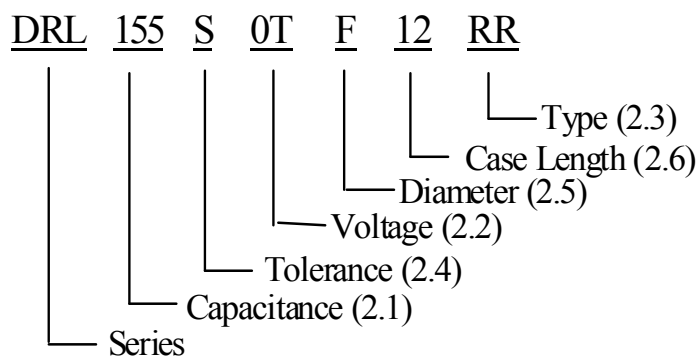 DRL 155 S 0T F 12 RR
Type (2.3)
Case Length (2.6)
Diameter (2.5)
Voltage (2.2)
Tolerance (2.4)
Capacitance (2.1)
Series